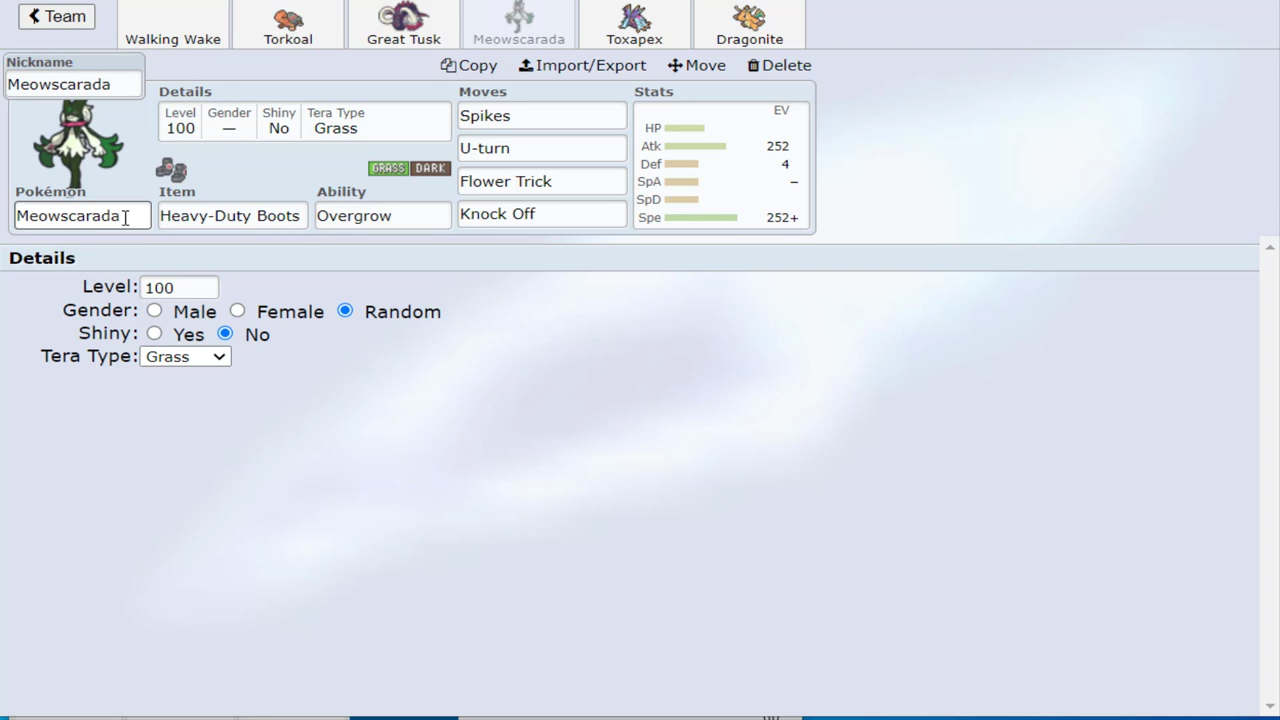 Team
Walking Wake
Torkoal
Great Tusk
Meowscarada
Toxapex
Dragonite
Copy
Import/Export
Move
Delete
Nickname
Meowscarada
Details
Level
100
Gender
—
Shiny
No
Tera Type
Grass
GRASS DARK
Pokémon
Meowscarada
Item
Heavy-Duty Boots
Ability
Overgrow
Moves
Spikes
U-turn
Flower Trick
Knock Off
Stats
EV
HP
Atk 252
Def 4
SpA –
SpD
Spe 252+
Details
Level: 100
Gender: Male Female Random
Shiny: Yes No
Tera Type: Grass